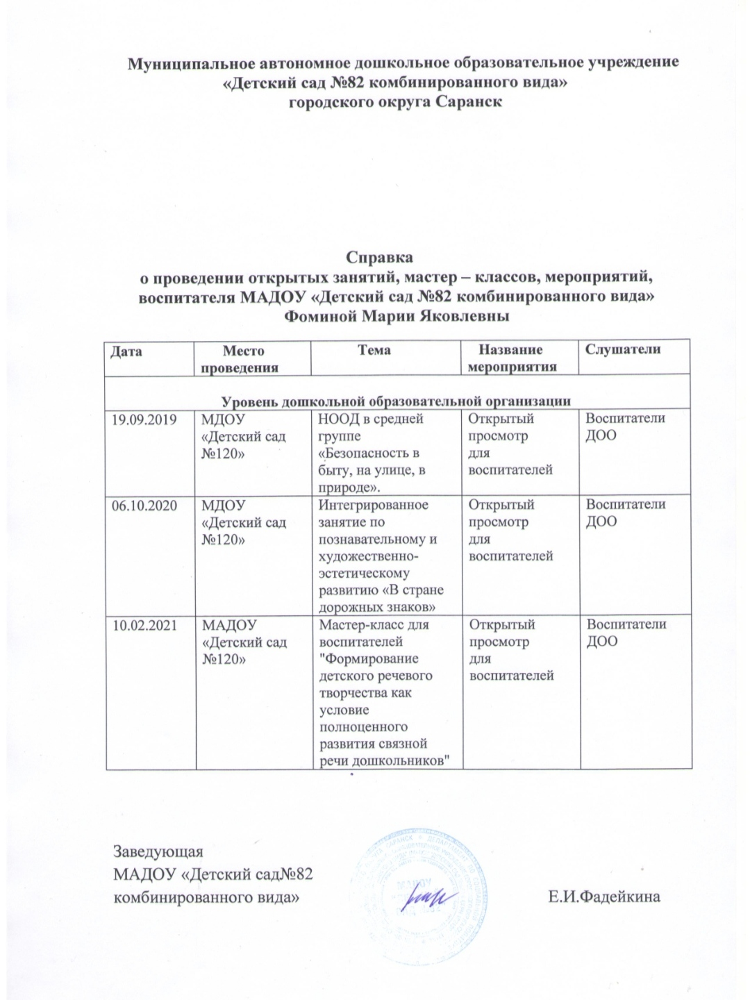 Муниципальное автономное дошкольное образовательное учреждение
«Детский сад №82 комбинированного вида»
городского округа Саранск
Справка
о проведении открытых занятий, мастер – классов, мероприятий,
воспитателя МАДОУ «Детский сад №82 комбинированного вида»
Фоминой Марии Яковлевны
Дата
Место
проведения
Тема
Название
мероприятия
Слушатели
Уровень дошкольной образовательной организации
19.09.2019
МДОУ
«Детский сад
№120»
НООД в средней
группе
«Безопасность в
быту, на улице, в
природе».
Открытый
просмотр
для
воспитателей
Воспитатели
ДОО
06.10.2020
МДОУ
«Детский сад
№120»
Интегрированное
занятие по
познавательному и
художественно-
эстетическому
развитию «В стране
дорожных знаков»
Открытый
просмотр
для
воспитателей
Воспитатели
ДОО
10.02.2021
МАДОУ
«Детский сад
№120»
Мастер-класс для
воспитателей
"Формирование
детского речевого
творчества как
условие
полноценного
развития связной
речи дошкольников"
Открытый
просмотр
для
воспитателей
Воспитатели
ДОО
Заведующая
МАДОУ «Детский сад№82
комбинированного вида»
Е.И.Фадейкина